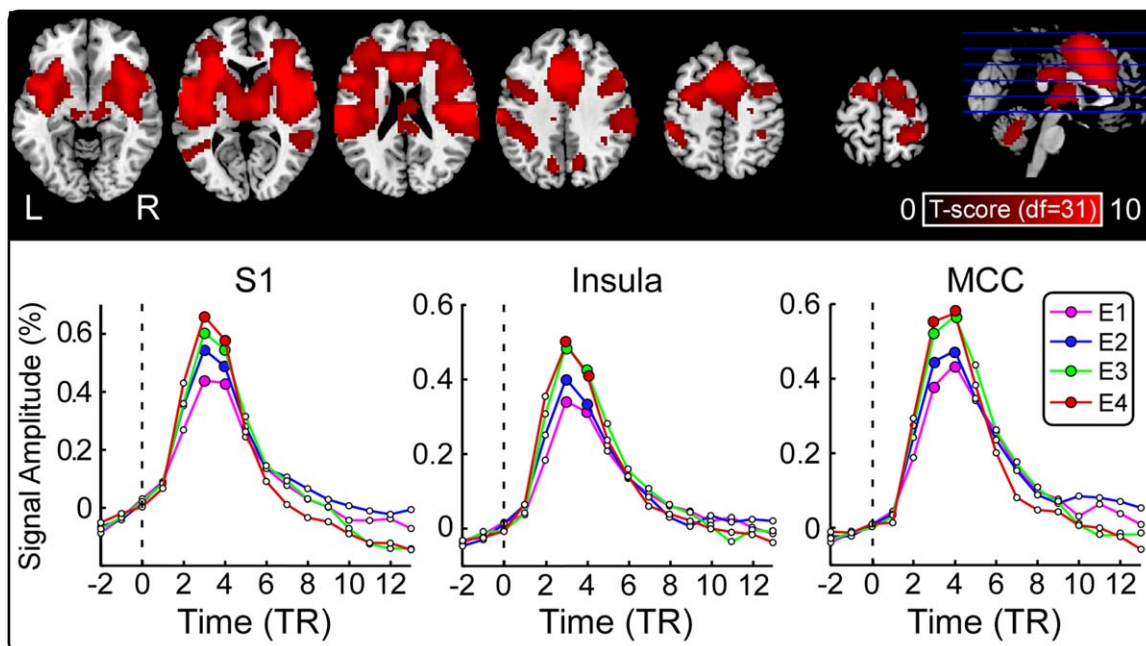 L R
0 T-score (df=31) 10
S1 Insula MCC
Signal Amplitude (%)
0.6
0.4
0.2
0
-2 0 2 4 6 8 10 12
Time (TR)
0.6
0.4
0.2
0
-2 0 2 4 6 8 10 12
Time (TR)
0.6
0.4
0.2
0
-2 0 2 4 6 8 10 12
Time (TR)
E1
E2
E3
E4